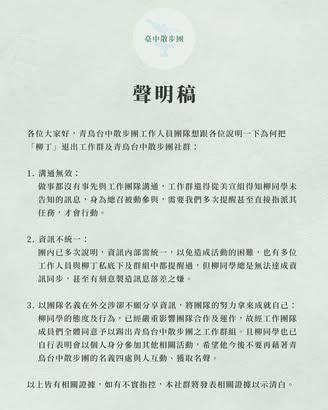 臺中散步團
聲明稿
各位大家好，青鳥台中散步團工作人員團隊想跟各位說明一下為何把
「柳丁」退出工作群及青鳥台中散步團社群：
1. 溝通無效：
做事都沒有事先與工作團隊溝通，工作群還得從美宣組得知柳同學未
告知的訊息，身為總召被動參與，需要我們多次提醒甚至直接指派其
任務，才會行動。
2. 資訊不統一：
團內已多次說明，資訊內部需統一，以免造成活動的困難，也有多位
工作人員與柳丁私底下及群組中都提醒過，但柳同學總是無法達成資
訊同步，甚至有刻意製造訊息落差之嫌。
3. 以團隊名義在外交涉卻不願分享資訊，將團隊的努力拿來成就自己：
柳同學的態度及行為，已經嚴重影響團隊合作及運作，故經工作團隊
成員們全體同意予以踢出青鳥台中散步團之工作群組。且柳同學也已
自行表明會以個人身分參加其他相關活動，希望他今後不要再藉著青
鳥台中散步團的名義四處與人互動、獲取名聲。
以上皆有相關證據，如有不實指控，本社群將發表相關證據以示清白。